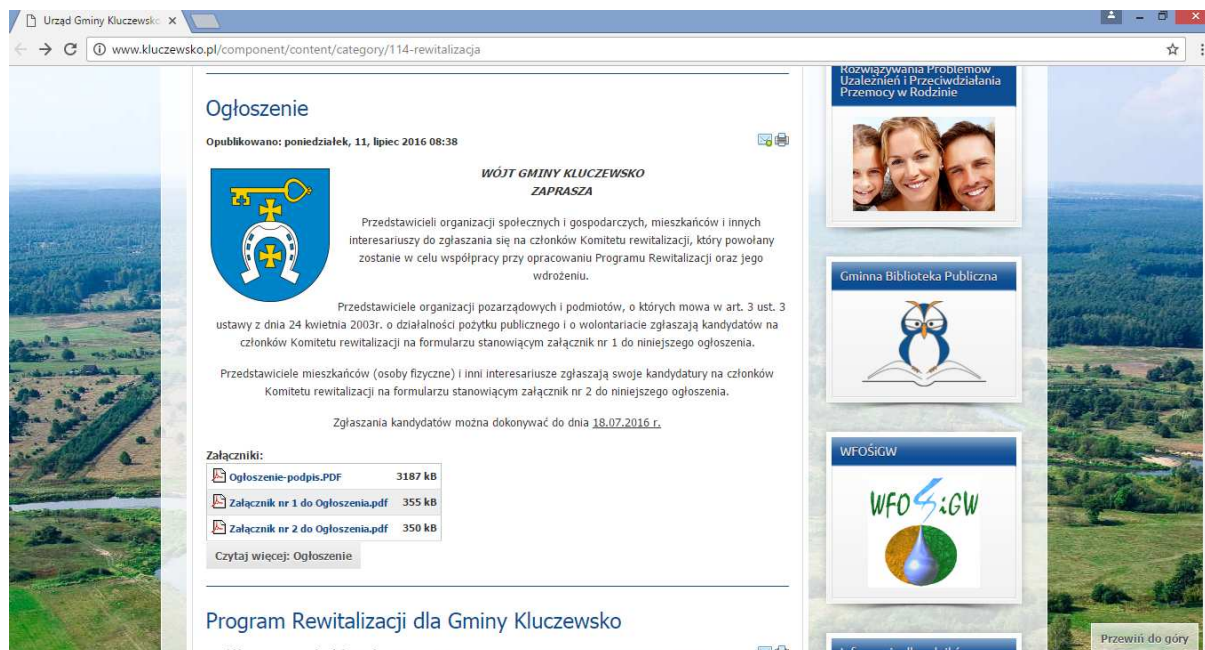 Urząd Gminy Kluczewsko
www.kluczewsko.pl/component/content/category/114-rewitalizacja
Ogłoszenie
Opublikowano: poniedziałek, 11, lipiec 2016 08:38
WÓJT GMINY KLUCZEWSKO
ZAPRASZA
Przedstawicieli organizacji społecznych i gospodarczych, mieszkańców i innych
interesariuszy do zgłaszania się na członków Komitetu rewitalizacji, który powołany
zostanie w celu współpracy przy opracowaniu Programu Rewitalizacji oraz jego
wdrożeniu.
Przedstawiciele organizacji pozarządowych i podmiotów, o których mowa w art. 3 ust. 3
ustawy z dnia 24 kwietnia 2003r. o działalności pożytku publicznego i o wolontariacie zgłaszają kandydatów na
członków Komitetu rewitalizacji na formularzu stanowiącym załącznik nr 1 do niniejszego ogłoszenia.
Przedstawiciele mieszkańców (osoby fizyczne) i inni interesariusze zgłaszają swoje kandydatury na członków
Komitetu rewitalizacji na formularzu stanowiącym załącznik nr 2 do niniejszego ogłoszenia.
Zgłaszania kandydatów można dokonywać do dnia 18.07.2016 r.
Załączniki:
Ogłoszenie-podpis.PDF 3187 kB
Załącznik nr 1 do Ogłoszenia.pdf 355 kB
Załącznik nr 2 do Ogłoszenia.pdf 350 kB
Czytaj więcej: Ogłoszenie
Program Rewitalizacji dla Gminy Kluczewsko
Rozwiązywania Problemów
Uzależnień i Przeciwdziałania
Przemocy w Rodzinie
Gminna Biblioteka Publiczna
WFOŚiGW
WFOŚiGW
Przewiń do góry